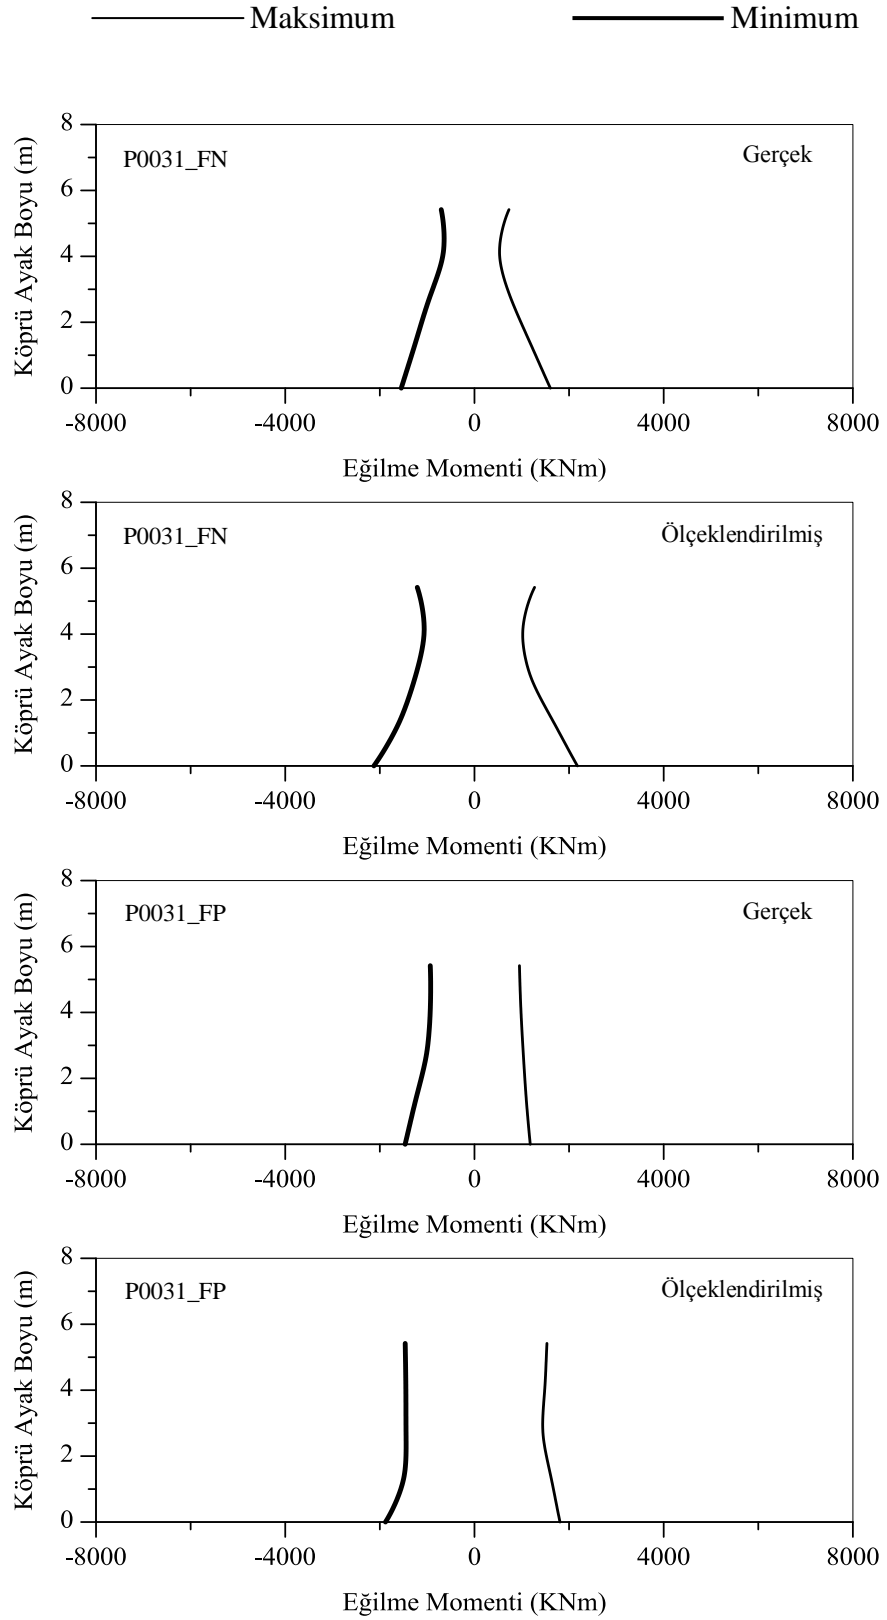 Maksimum Minimum
8
P0031_FN Gerçek
6
4
2
0
Köprü Ayak Boyu (m)
-8000 -4000 0 4000 8000
Eğilme Momenti (KNm)
8
P0031_FN Ölçeklendirilmiş
6
4
2
0
Köprü Ayak Boyu (m)
-8000 -4000 0 4000 8000
Eğilme Momenti (KNm)
8
P0031_FP Gerçek
6
4
2
0
Köprü Ayak Boyu (m)
-8000 -4000 0 4000 8000
Eğilme Momenti (KNm)
8
P0031_FP Ölçeklendirilmiş
6
4
2
0
Köprü Ayak Boyu (m)
-8000 -4000 0 4000 8000
Eğilme Momenti (KNm)